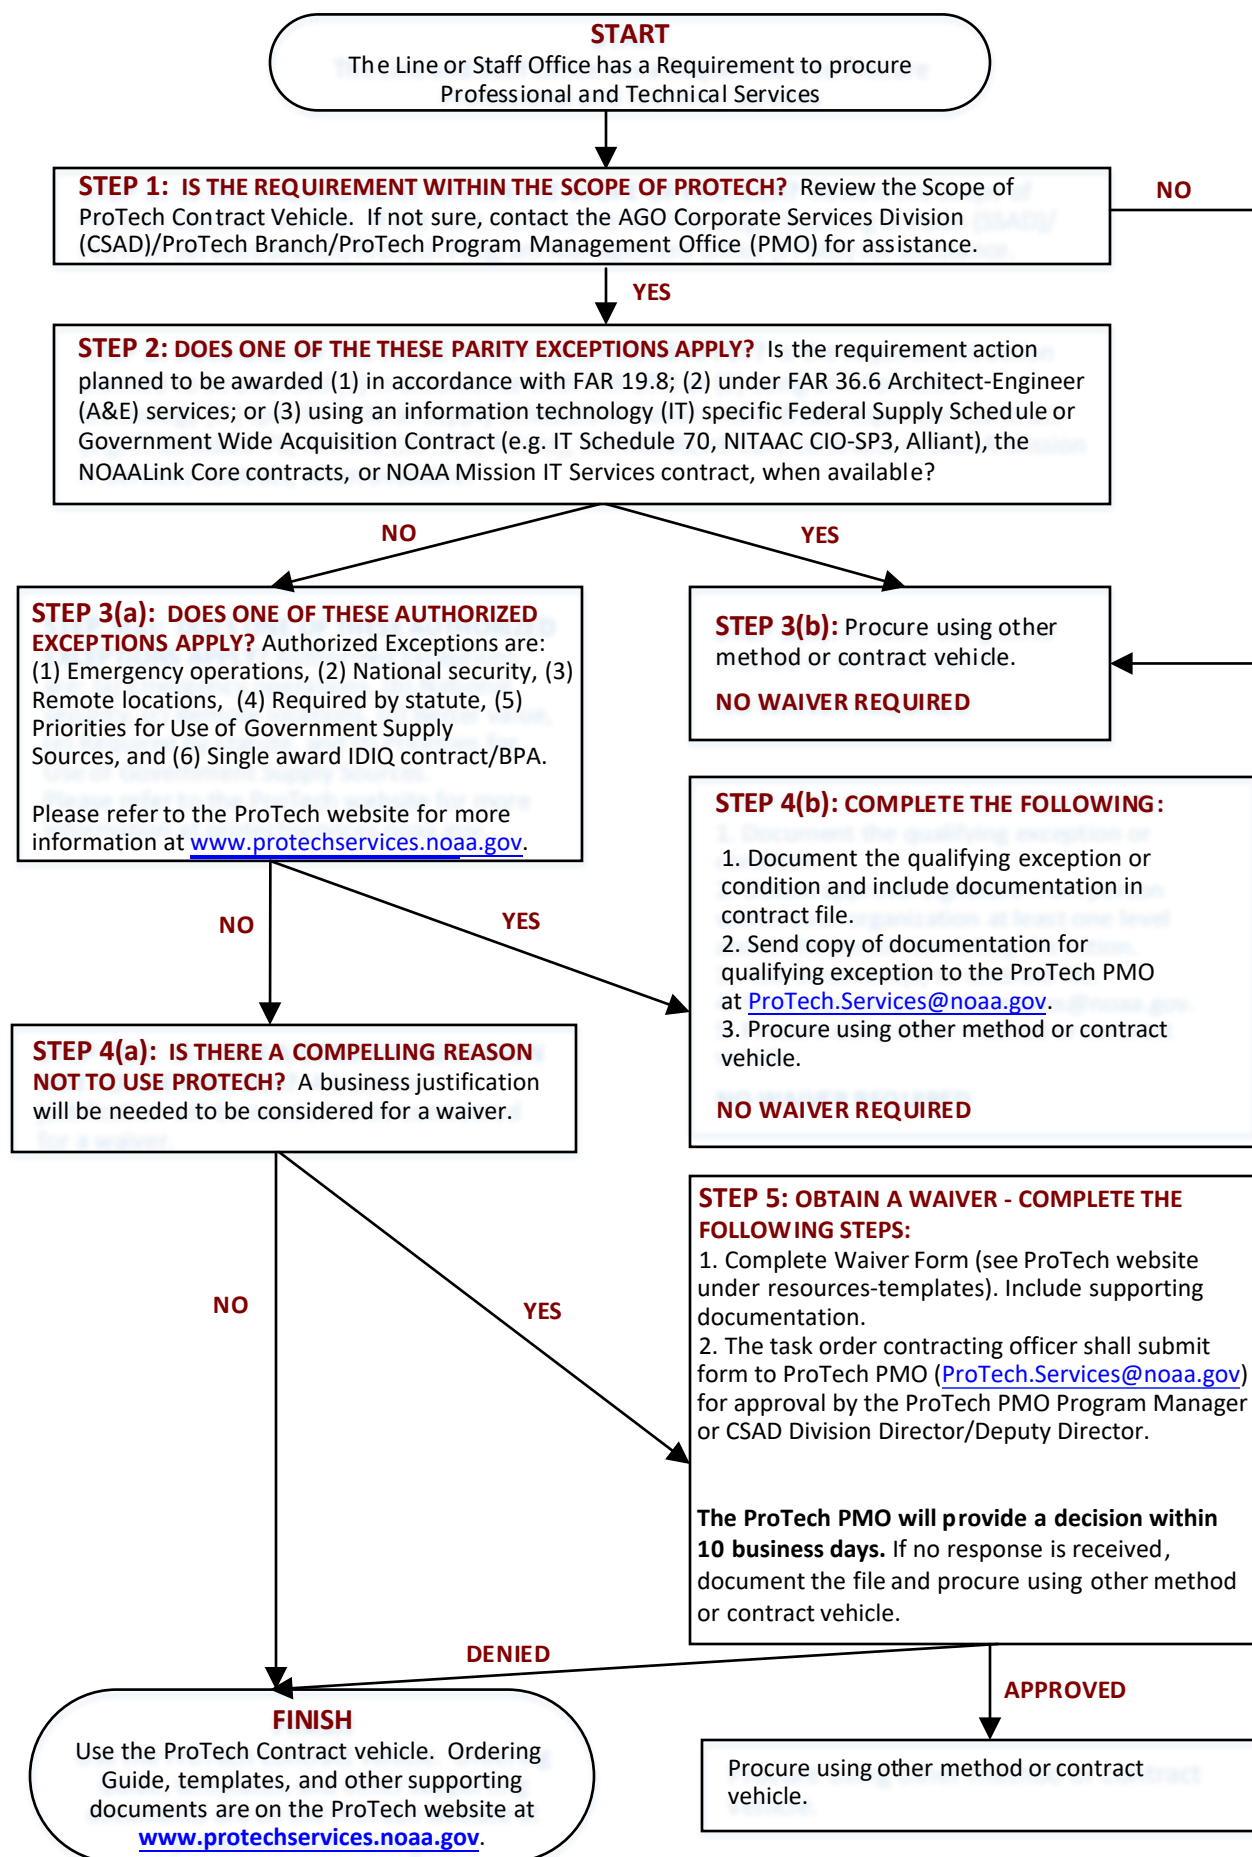 START
The Line or Staff Office has a Requirement to procure
Professional and Technical Services
STEP 1: IS THE REQUIREMENT WITHIN THE SCOPE OF PROTECH? Review the Scope of
ProTech Contract Vehicle. If not sure, contact the AGO Corporate Services Division
(CSAD)/ProTech Branch/ProTech Program Management Office (PMO) for assistance.
NO
YES
STEP 2: DOES ONE OF THE THESE PARITY EXCEPTIONS APPLY? Is the requirement action
planned to be awarded (1) in accordance with FAR 19.8; (2) under FAR 36.6 Architect-Engineer
(A&E) services; or (3) using an information technology (IT) specific Federal Supply Schedule or
Government Wide Acquisition Contract (e.g. IT Schedule 70, NITAAC CIO-SP3, Alliant), the
NOAALink Core contracts, or NOAA Mission IT Services contract, when available?
NO
YES
STEP 3(a): DOES ONE OF THESE AUTHORIZED
EXCEPTIONS APPLY? Authorized Exceptions are:
(1) Emergency operations, (2) National security, (3)
Remote locations, (4) Required by statute, (5)
Priorities for Use of Government Supply
Sources, and (6) Single award IDIQ contract/BPA.
Please refer to the ProTech website for more
information at www.protechservices.noaa.gov.
STEP 3(b): Procure using other
method or contract vehicle.
NO WAIVER REQUIRED
NO
YES
STEP 4(b): COMPLETE THE FOLLOWING:
1. Document the qualifying exception or
condition and include documentation in
contract file.
2. Send copy of documentation for
qualifying exception to the ProTech PMO
at ProTech.Services@noaa.gov.
3. Procure using other method or contract
vehicle.
NO WAIVER REQUIRED
STEP 4(a): IS THERE A COMPELLING REASON
NOT TO USE PROTECH? A business justification
will be needed to be considered for a waiver.
NO
YES
STEP 5: OBTAIN A WAIVER - COMPLETE THE
FOLLOWING STEPS:
1. Complete Waiver Form (see ProTech website
under resources-templates). Include supporting
documentation.
2. The task order contracting officer shall submit
form to ProTech PMO (ProTech.Services@noaa.gov)
for approval by the ProTech PMO Program Manager
or CSAD Division Director/Deputy Director.
The ProTech PMO will provide a decision within
10 business days. If no response is received,
document the file and procure using other method
or contract vehicle.
DENIED
APPROVED
FINISH
Use the ProTech Contract vehicle. Ordering
Guide, templates, and other supporting
documents are on the ProTech website at
www.protechservices.noaa.gov.
Procure using other method or contract
vehicle.